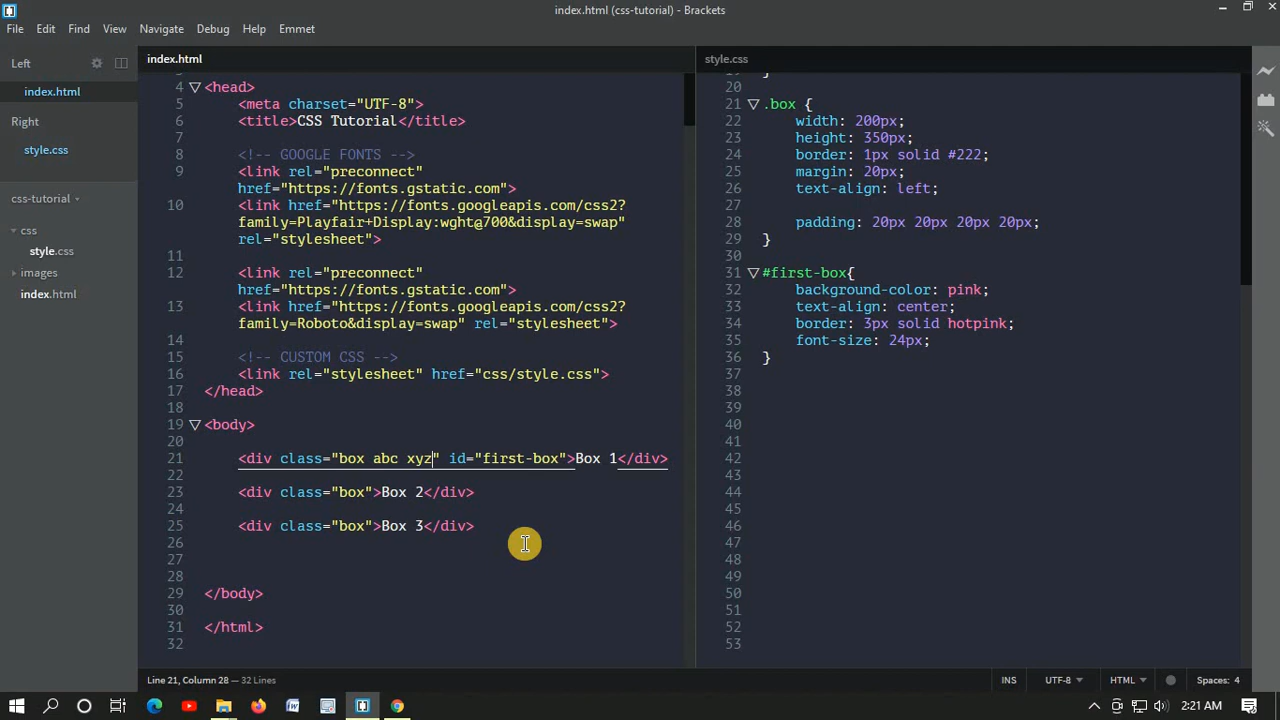 index.html (css-tutorial) - Brackets
File Edit Find View Navigate Debug Help Emmet
Left
index.html
Right
style.css
css-tutorial
css
style.css
images
index.html
index.html
4 <head>
5 <meta charset="UTF-8">
6 <title>CSS Tutorial</title>
7
8 <!-- GOOGLE FONTS -->
9 <link rel="preconnect"
href="https://fonts.gstatic.com">
10 <link href="https://fonts.googleapis.com/css2?
family=Playfair+Display:wght@700&display=swap"
rel="stylesheet">
11
12 <link rel="preconnect"
href="https://fonts.gstatic.com">
13 <link href="https://fonts.googleapis.com/css2?
family=Roboto&display=swap" rel="stylesheet">
14
15 <!-- CUSTOM CSS -->
16 <link rel="stylesheet" href="css/style.css">
17 </head>
18
19 <body>
20
21 <div class="box abc xyz" id="first-box">Box 1</div>
22
23 <div class="box">Box 2</div>
24
25 <div class="box">Box 3</div>
26
27
28
29 </body>
30
31 </html>
32
style.css
20
21 .box {
22 width: 200px;
23 height: 350px;
24 border: 1px solid #222;
25 margin: 20px;
26 text-align: left;
27
28 padding: 20px 20px 20px 20px;
29 }
30
31 #first-box{
32 background-color: pink;
33 text-align: center;
34 border: 3px solid hotpink;
35 font-size: 24px;
36 }
37
38
39
40
41
42
43
44
45
46
47
48
49
50
51
52
53
Line 21, Column 28 — 32 Lines
INS UTF-8 HTML Spaces: 4
2:21 AM